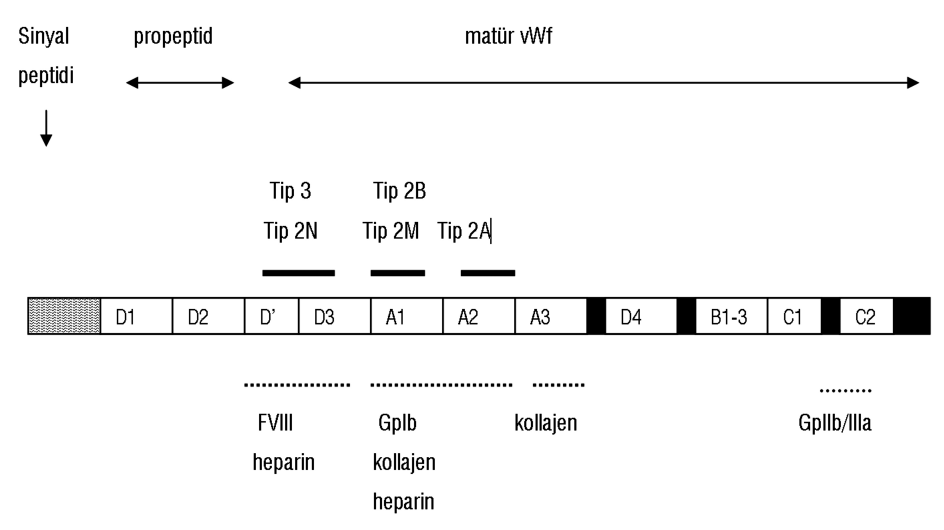 Sinyal propeptid matür vWf
peptidi
Tip 3 Tip 2B
Tip 2N Tip 2M Tip 2A
D1 D2 D' D3 A1 A2 A3 D4 B1-3 C1 C2
FVIII GpIb kollajen GpIIb/IIIa
heparin kollajen
heparin